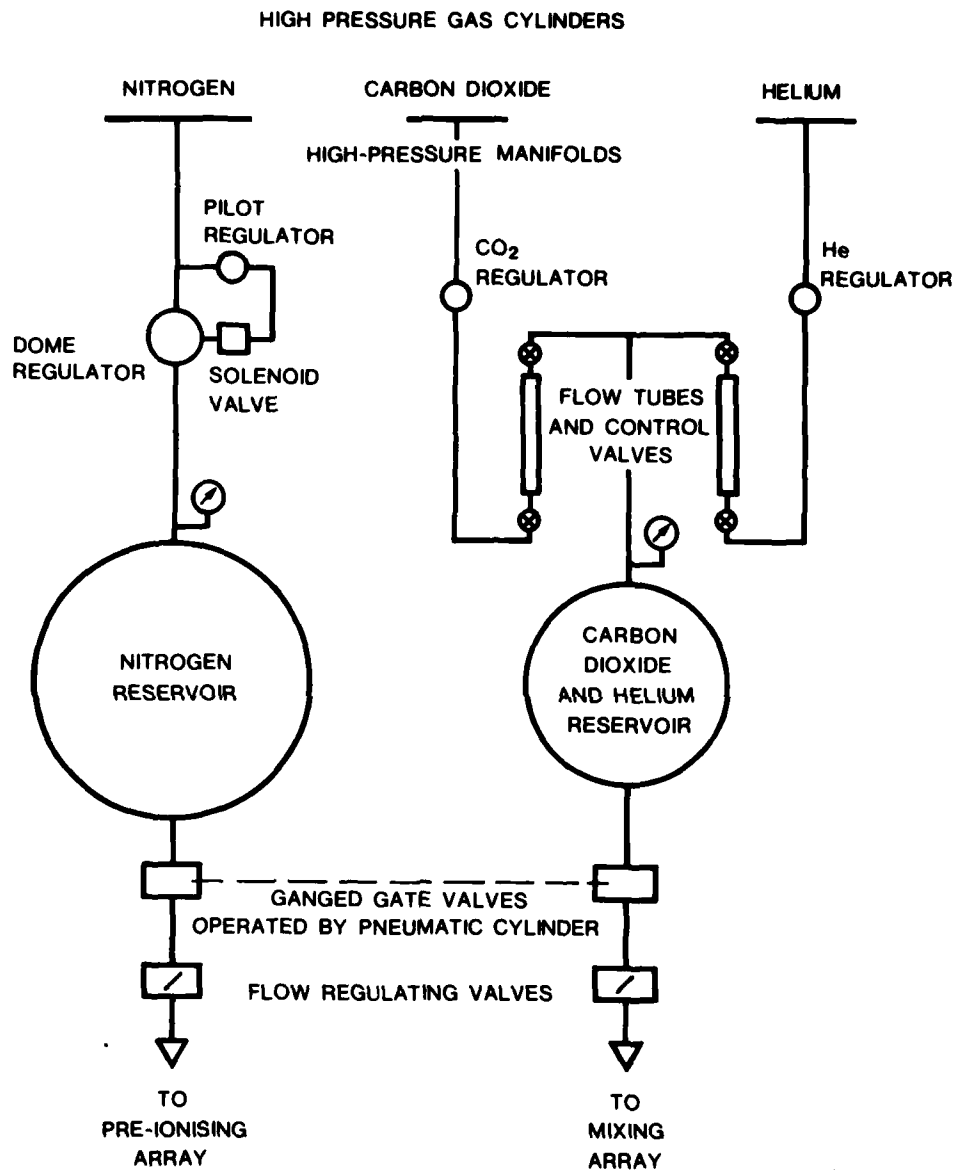 HIGH PRESSURE GAS CYLINDERS
NITROGEN
CARBON DIOXIDE
HELIUM
HIGH-PRESSURE MANIFOLDS
PILOT
REGULATOR
CO₂
REGULATOR
He
REGULATOR
DOME
REGULATOR
SOLENOID
VALVE
FLOW TUBES
AND CONTROL
VALVES
NITROGEN
RESERVOIR
CARBON
DIOXIDE
AND HELIUM
RESERVOIR
GANGED GATE VALVES
OPERATED BY PNEUMATIC CYLINDER
FLOW REGULATING VALVES
TO
PRE-IONISING
ARRAY
TO
MIXING
ARRAY